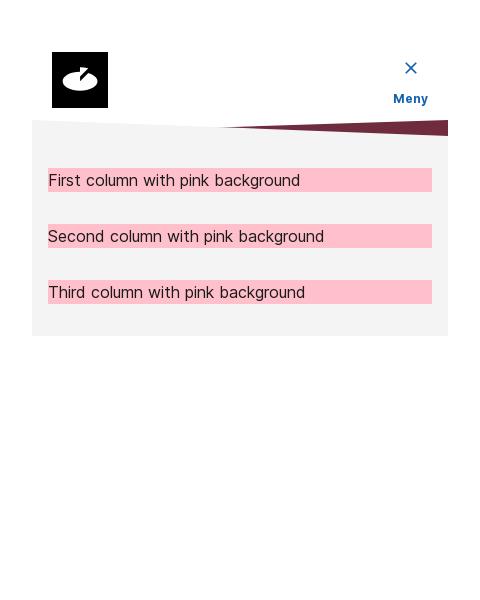 Meny
First column with pink background
Second column with pink background
Third column with pink background